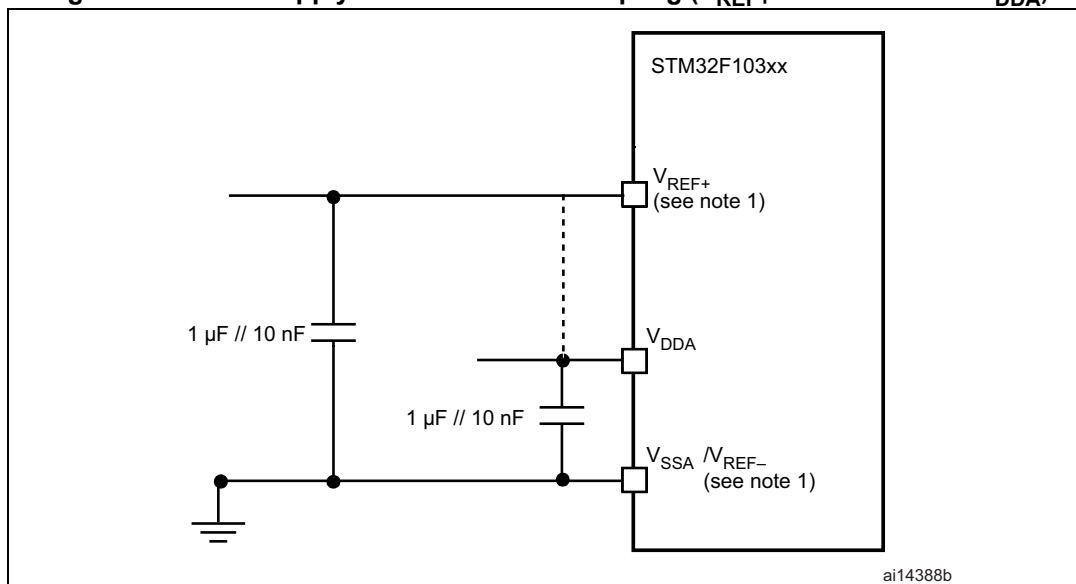 supply
STM32F103xx
VREF+
(see note 1)
1 µF // 10 nF
VDDA
1 µF // 10 nF
VSSA /VREF–
(see note 1)
ai14388b